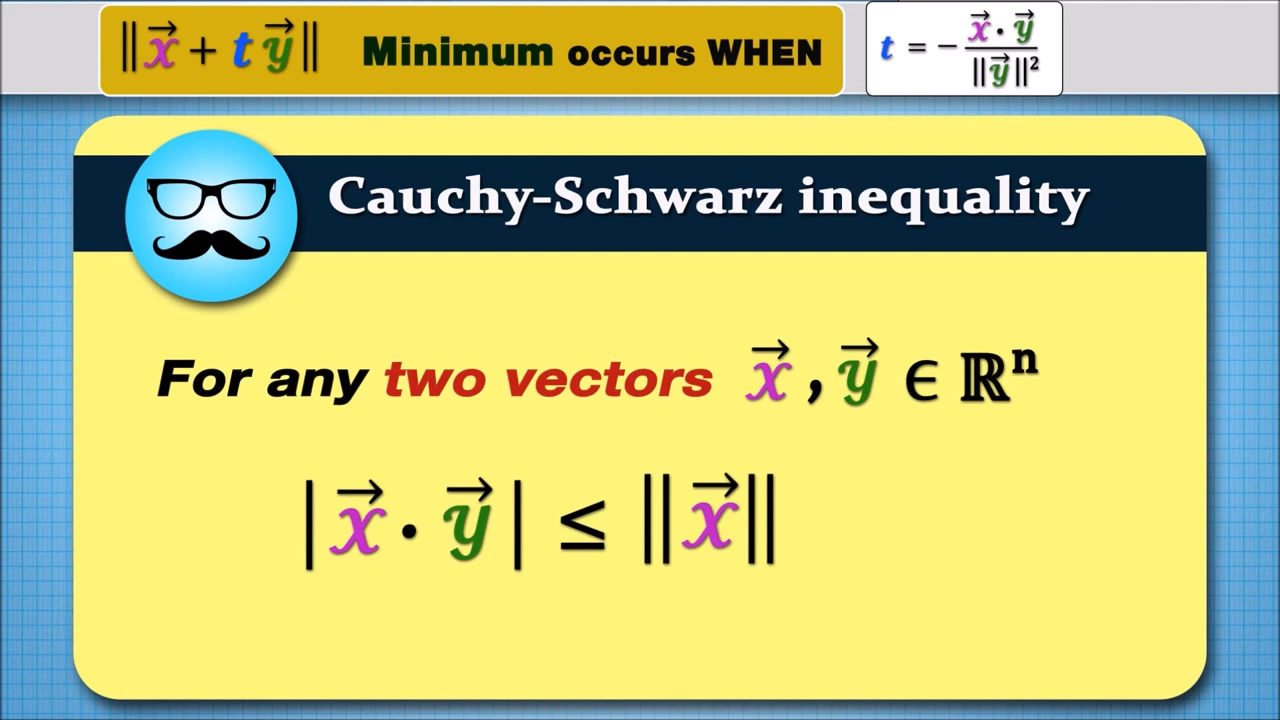 ‖x⃗ + t y⃗‖ Minimum occurs WHEN t = − x⃗ · y⃗ / ‖y⃗‖²
Cauchy-Schwarz inequality
For any two vectors x⃗ , y⃗ ∈ ℝⁿ
| x⃗ · y⃗ | ≤ ‖x⃗‖